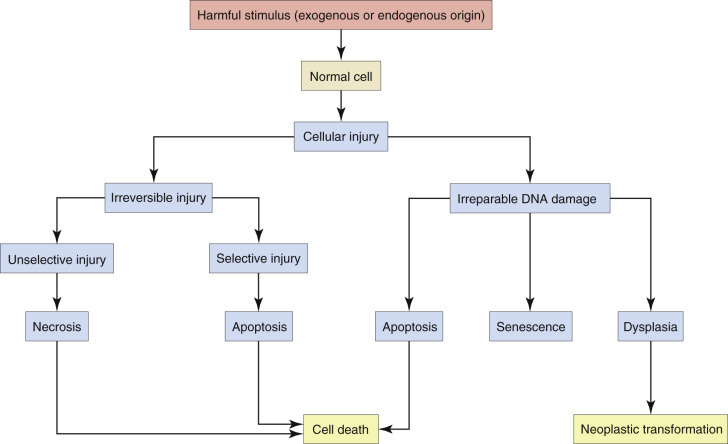 Harmful stimulus (exogenous or endogenous origin)
Normal cell
Cellular injury
Irreversible injury
Irreparable DNA damage
Unselective injury
Selective injury
Necrosis
Apoptosis
Apoptosis
Senescence
Dysplasia
Cell death
Neoplastic transformation